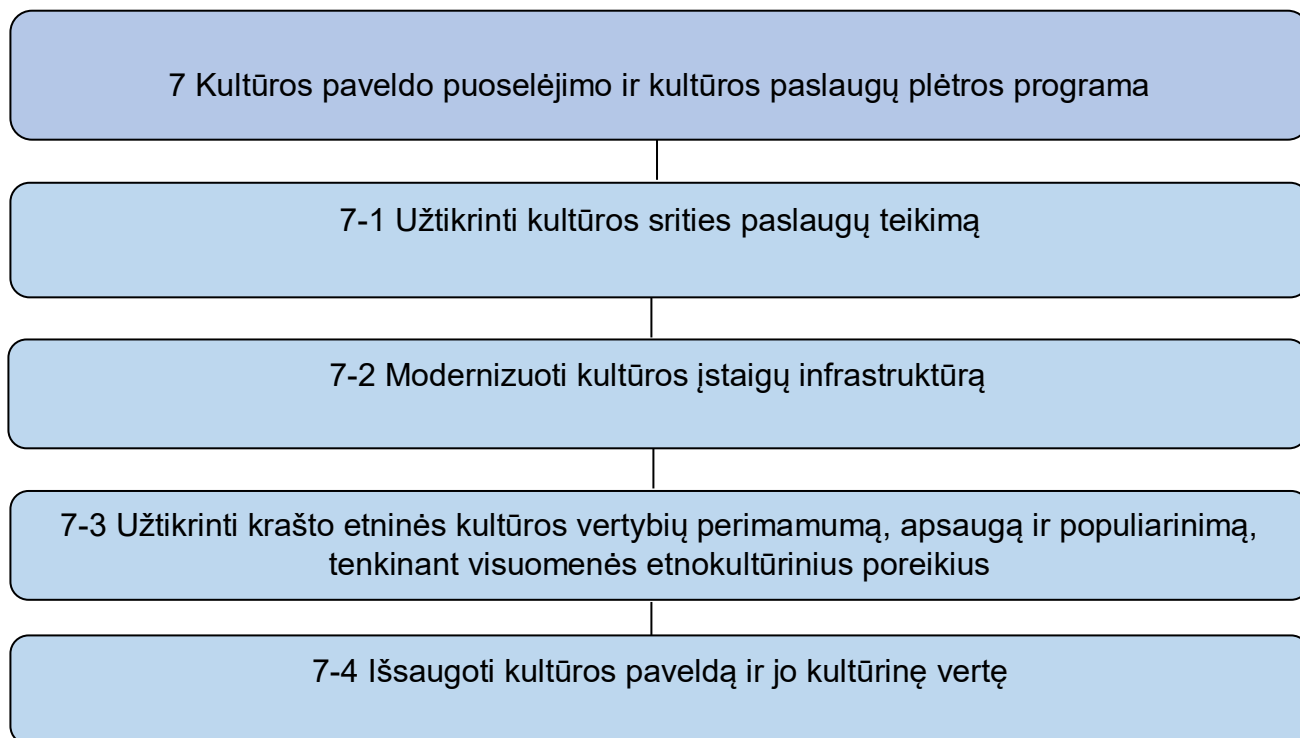 7 Kultūros paveldo puoselėjimo ir kultūros paslaugų plėtros programa
7-1 Užtikrinti kultūros srities paslaugų teikimą
7-2 Modernizuoti kultūros įstaigų infrastruktūrą
7-3 Užtikrinti krašto etninės kultūros vertybių perimamumą, apsaugą ir populiarinimą,
tenkinant visuomenės etnokultūrinius poreikius
7-4 Išsaugoti kultūros paveldą ir jo kultūrinę vertę